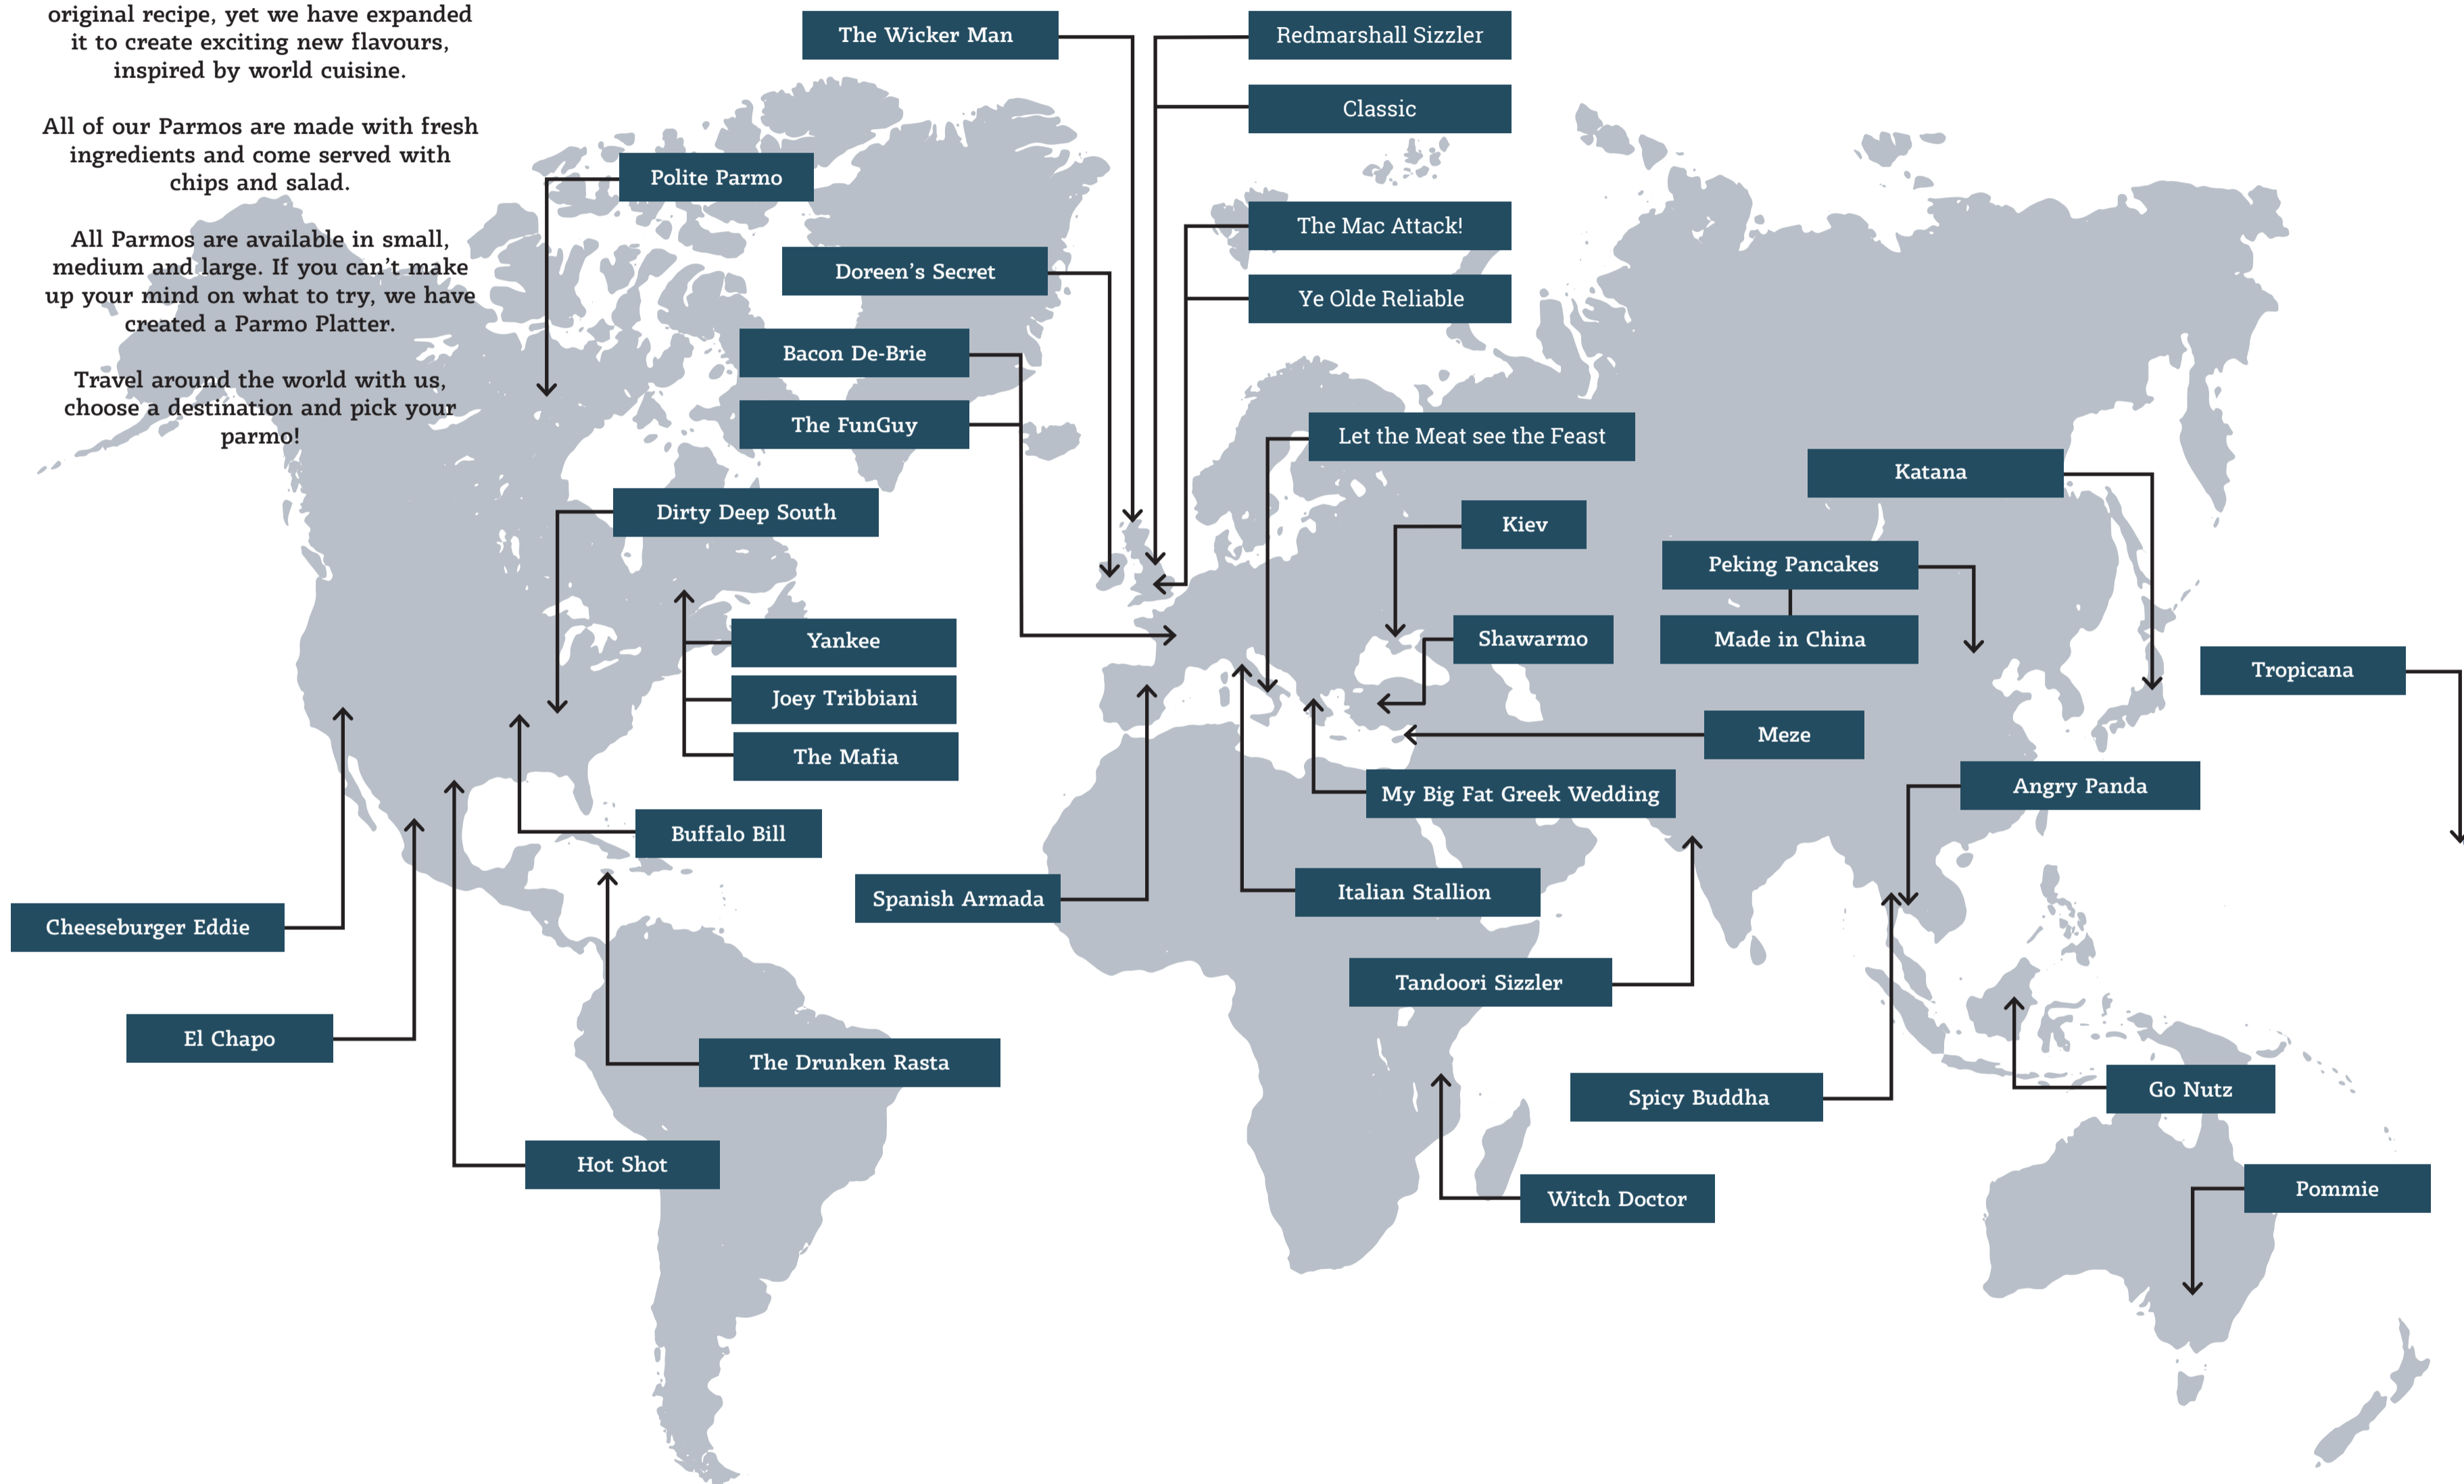 original recipe, yet we have expanded
it to create exciting new flavours,
inspired by world cuisine.
All of our Parmos are made with fresh
ingredients and come served with
chips and salad.
All Parmos are available in small,
medium and large. If you can’t make
up your mind on what to try, we have
created a Parmo Platter.
Travel around the world with us,
choose a destination and pick your
parmo!
The Wicker Man
Redmarshall Sizzler
Classic
Polite Parmo
The Mac Attack!
Doreen’s Secret
Ye Olde Reliable
Bacon De-Brie
The FunGuy
Let the Meat see the Feast
Katana
Dirty Deep South
Kiev
Peking Pancakes
Yankee
Shawarmo
Made in China
Tropicana
Joey Tribbiani
Meze
The Mafia
Angry Panda
My Big Fat Greek Wedding
Buffalo Bill
Spanish Armada
Italian Stallion
Cheeseburger Eddie
Tandoori Sizzler
El Chapo
The Drunken Rasta
Spicy Buddha
Go Nutz
Hot Shot
Witch Doctor
Pommie